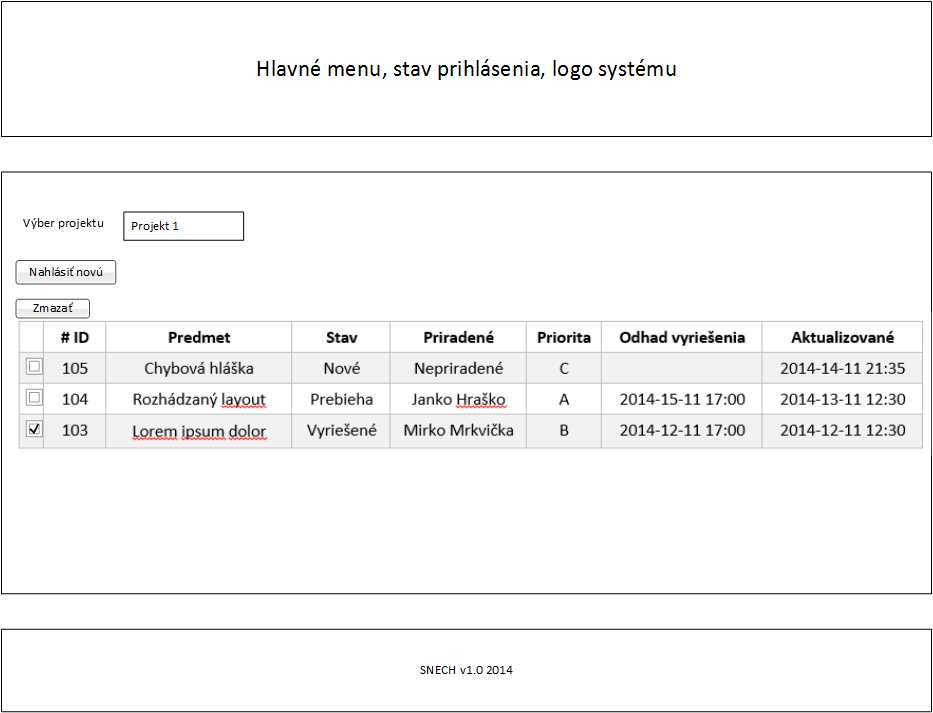 Hlavné menu, stav prihlásenia, logo systému
Výber projektu Projekt 1
Nahlásiť novú
Zmazať
# ID Predmet Stav Priradené Priorita Odhad vyriešenia Aktualizované
105 Chybová hláška Nové Nepriradené C 2014-14-11 21:35
104 Rozhádzaný layout Prebieha Janko Hraško A 2014-15-11 17:00 2014-13-11 12:30
103 Lorem ipsum dolor Vyriešené Mirko Mrkvička B 2014-12-11 17:00 2014-12-11 12:30
SNECH v1.0 2014